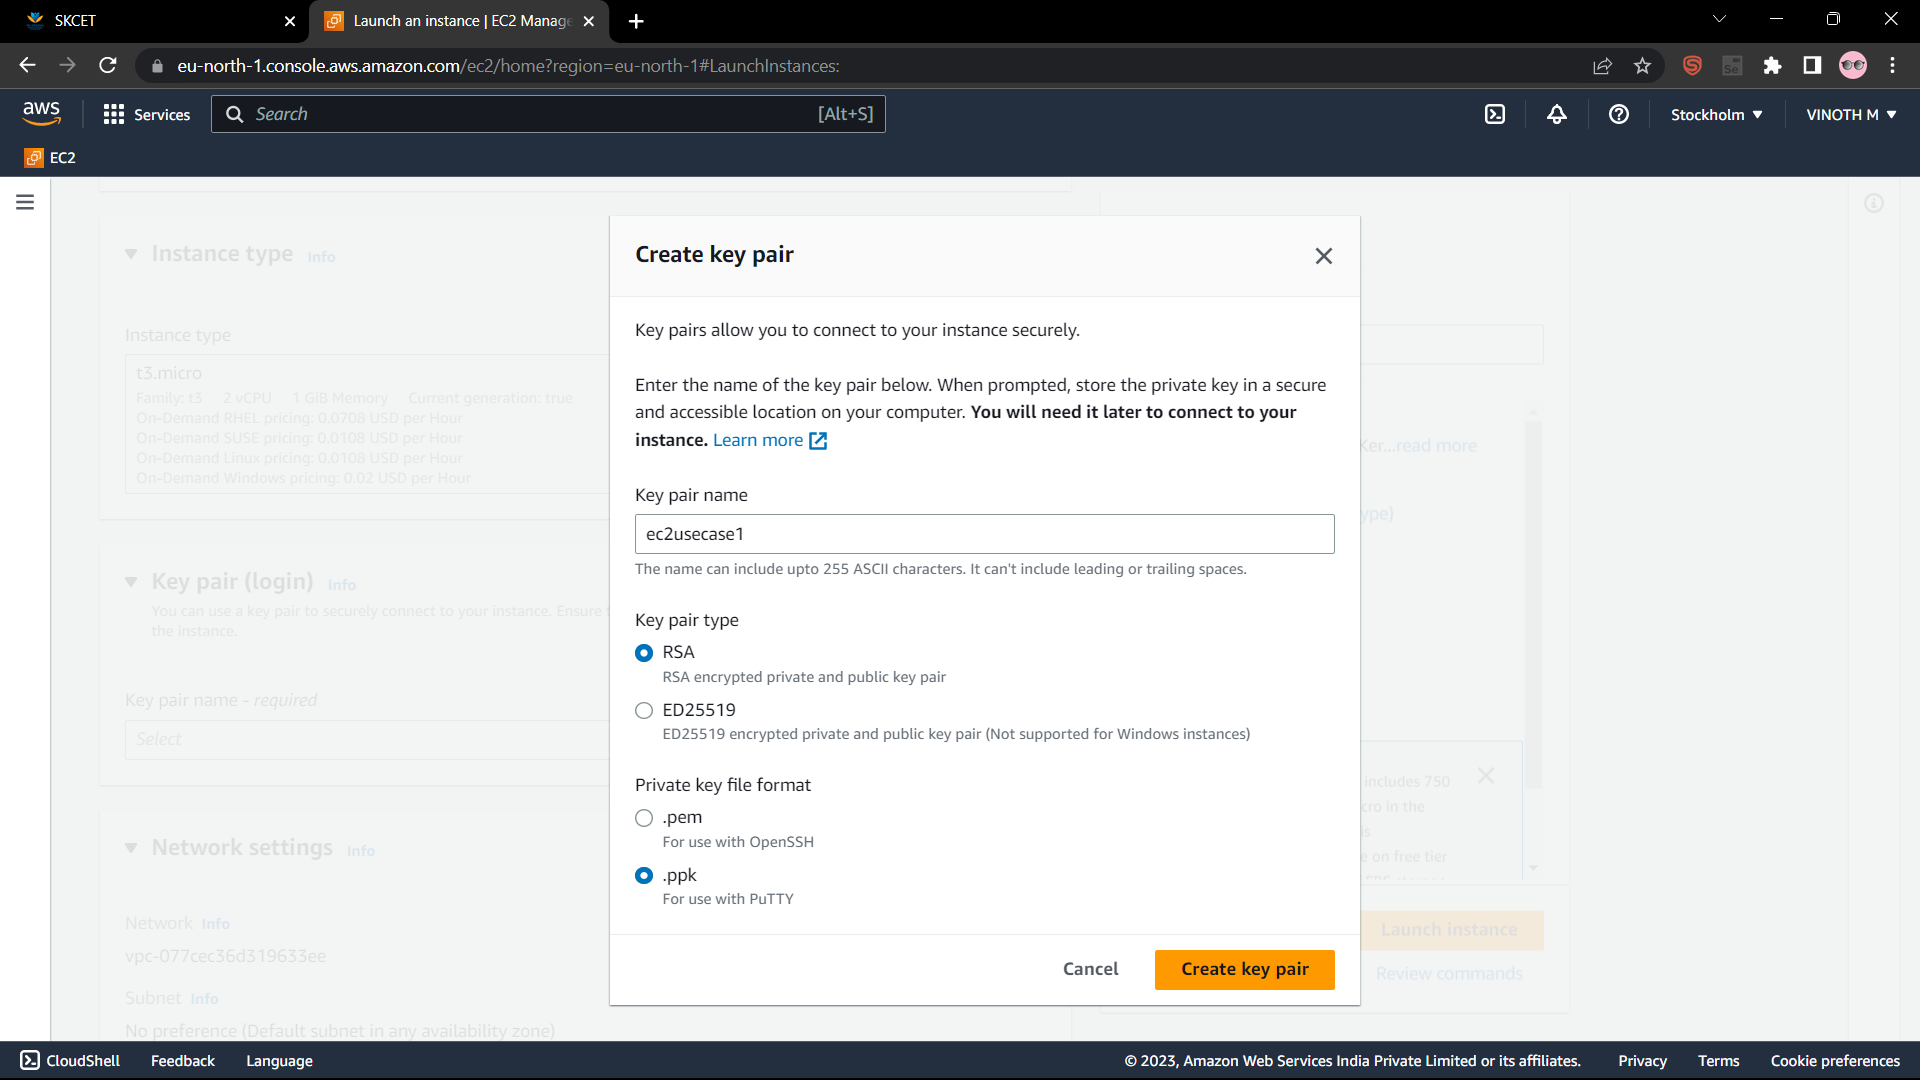 SKCET
Launch an instance | EC2 Manage
eu-north-1.console.aws.amazon.com/ec2/home?region=eu-north-1#LaunchInstances:
aws
Services
Search
[Alt+S]
Stockholm
VINOTH M
EC2
Instance type Info
Instance type
t3.micro
Family: t3 2 vCPU 1 GiB Memory Current generation: true
On-Demand RHEL pricing: 0.0708 USD per Hour
On-Demand SUSE pricing: 0.0108 USD per Hour
On-Demand Linux pricing: 0.0108 USD per Hour
On-Demand Windows pricing: 0.02 USD per Hour
Key pair (login) Info
You can use a key pair to securely connect to your instance. Ensure
the instance.
Key pair name - required
Select
Network settings Info
Network Info
vpc-077cec36d319633ee
Subnet Info
No preference (Default subnet in any availability zone)
Create key pair
Key pairs allow you to connect to your instance securely.
Enter the name of the key pair below. When prompted, store the private key in a secure
and accessible location on your computer. You will need it later to connect to your
instance. Learn more
Key pair name
ec2usecase1
The name can include upto 255 ASCII characters. It can't include leading or trailing spaces.
Key pair type
RSA
RSA encrypted private and public key pair
ED25519
ED25519 encrypted private and public key pair (Not supported for Windows instances)
Private key file format
.pem
For use with OpenSSH
.ppk
For use with PuTTY
Cancel
Create key pair
Ker...read more
ype)
includes 750
cro in the
is
e on free tier
Launch instance
Review commands
CloudShell
Feedback
Language
© 2023, Amazon Web Services India Private Limited or its affiliates.
Privacy
Terms
Cookie preferences